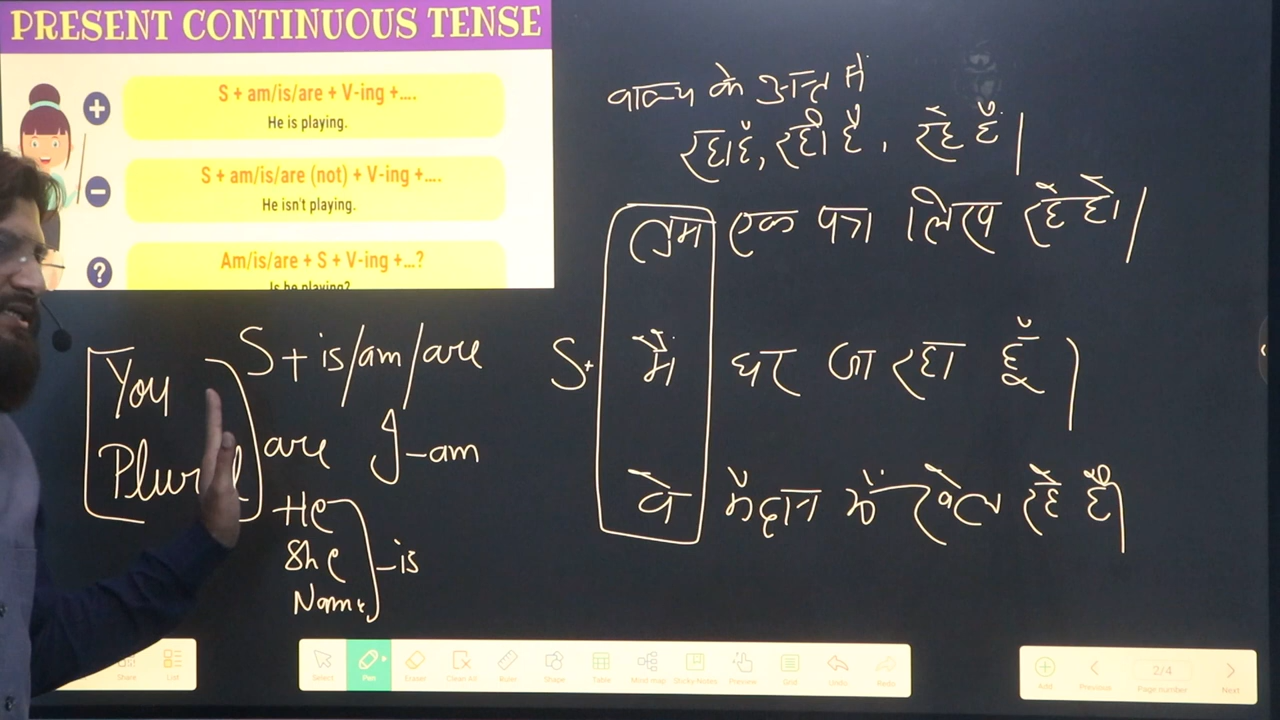 PRESENT CONTINUOUS TENSE
+
S + am/is/are + V-ing +....
He is playing.
−
S + am/is/are (not) + V-ing +....
He isn't playing.
?
Am/is/are + S + V-ing +...?
Is he playing?
वाक्य के अन्त में
रहा है, रही है, रहे हैं।
तुम एक पत्र लिख रहे हो।
S+ मैं घर जा रहा हूँ।
वे मैदान में खेल रहे हैं।
S + is/am/are
You
Plural
are I - am
He
She
Name
- is
Share
List
Select
Pen
Eraser
Clean All
Ruler
Shape
Table
Mind map
Sticky Notes
Preview
Grid
Undo
Redo
Add
Previous
2/4
Page number
Next